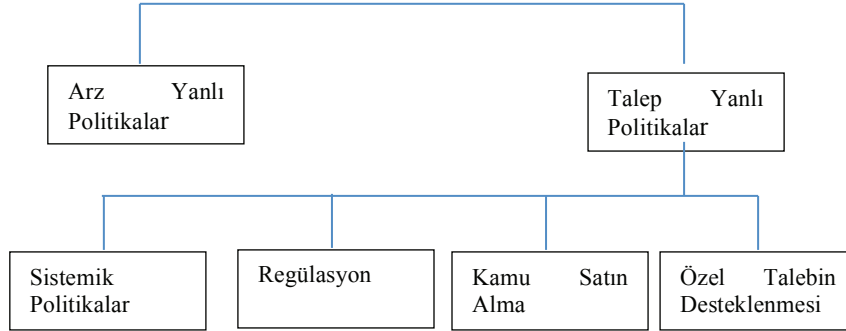 Arz Yanlı
Politikalar
Talep Yanlı
Politikalar
Sistemik
Politikalar
Regülasyon
Kamu Satın
Alma
Özel Talebin
Desteklenmesi